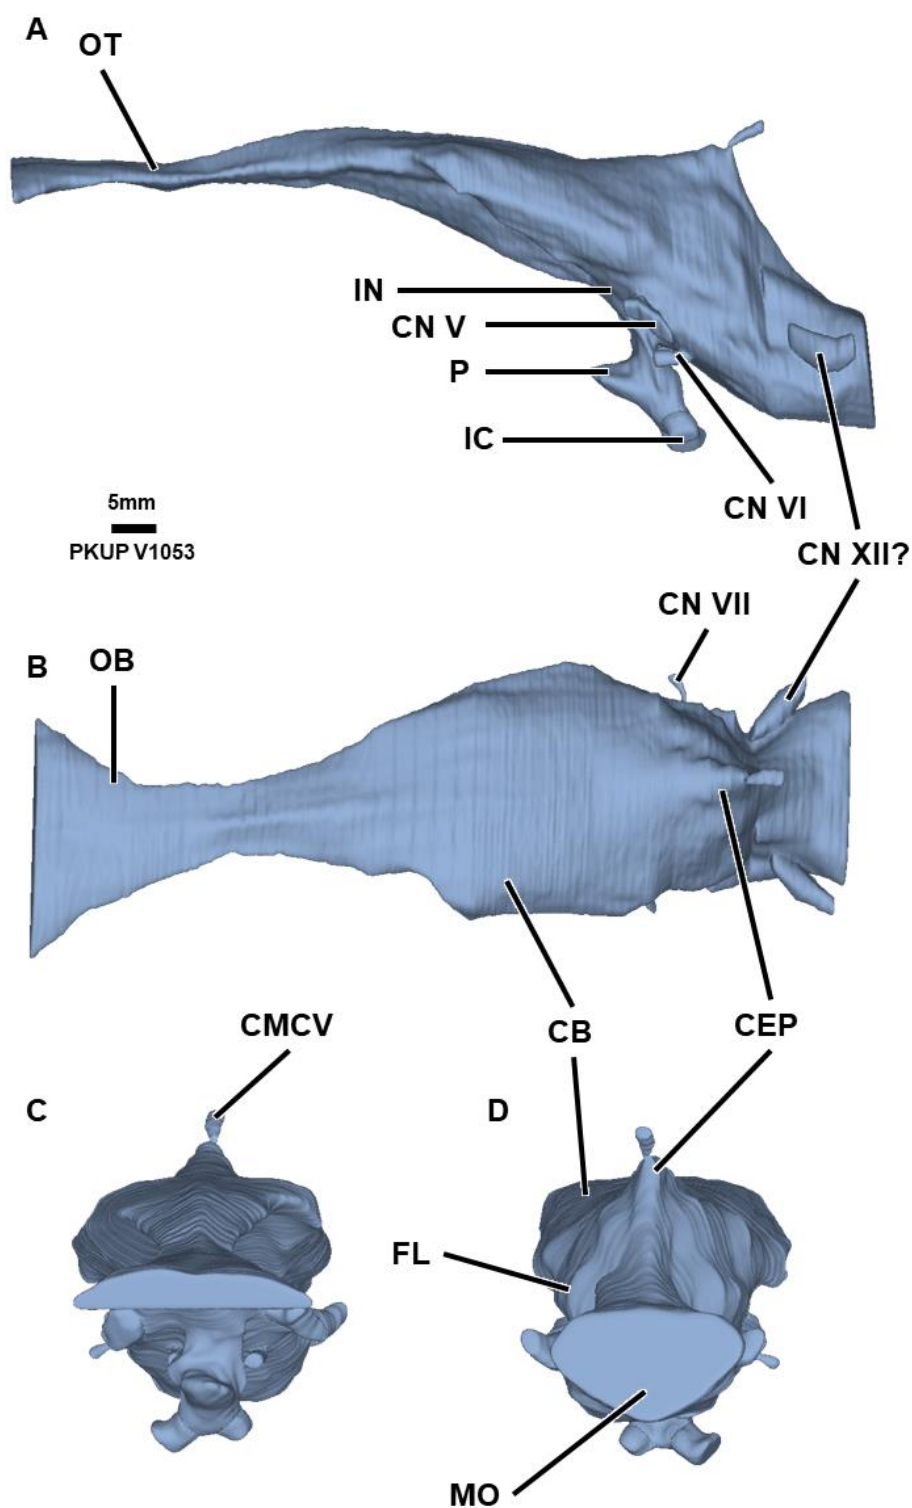 A
OT
IN
CN V
P
IC
5mm
PKUP V1053
CN VI
CN XII?
CN VII
B
OB
CMCV
CB
CEP
C
D
FL
MO